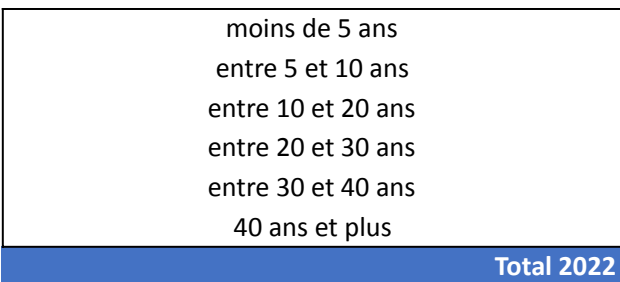 moins de 5 ans
entre 5 et 10 ans
entre 10 et 20 ans
entre 20 et 30 ans
entre 30 et 40 ans
40 ans et plus
Total 2022